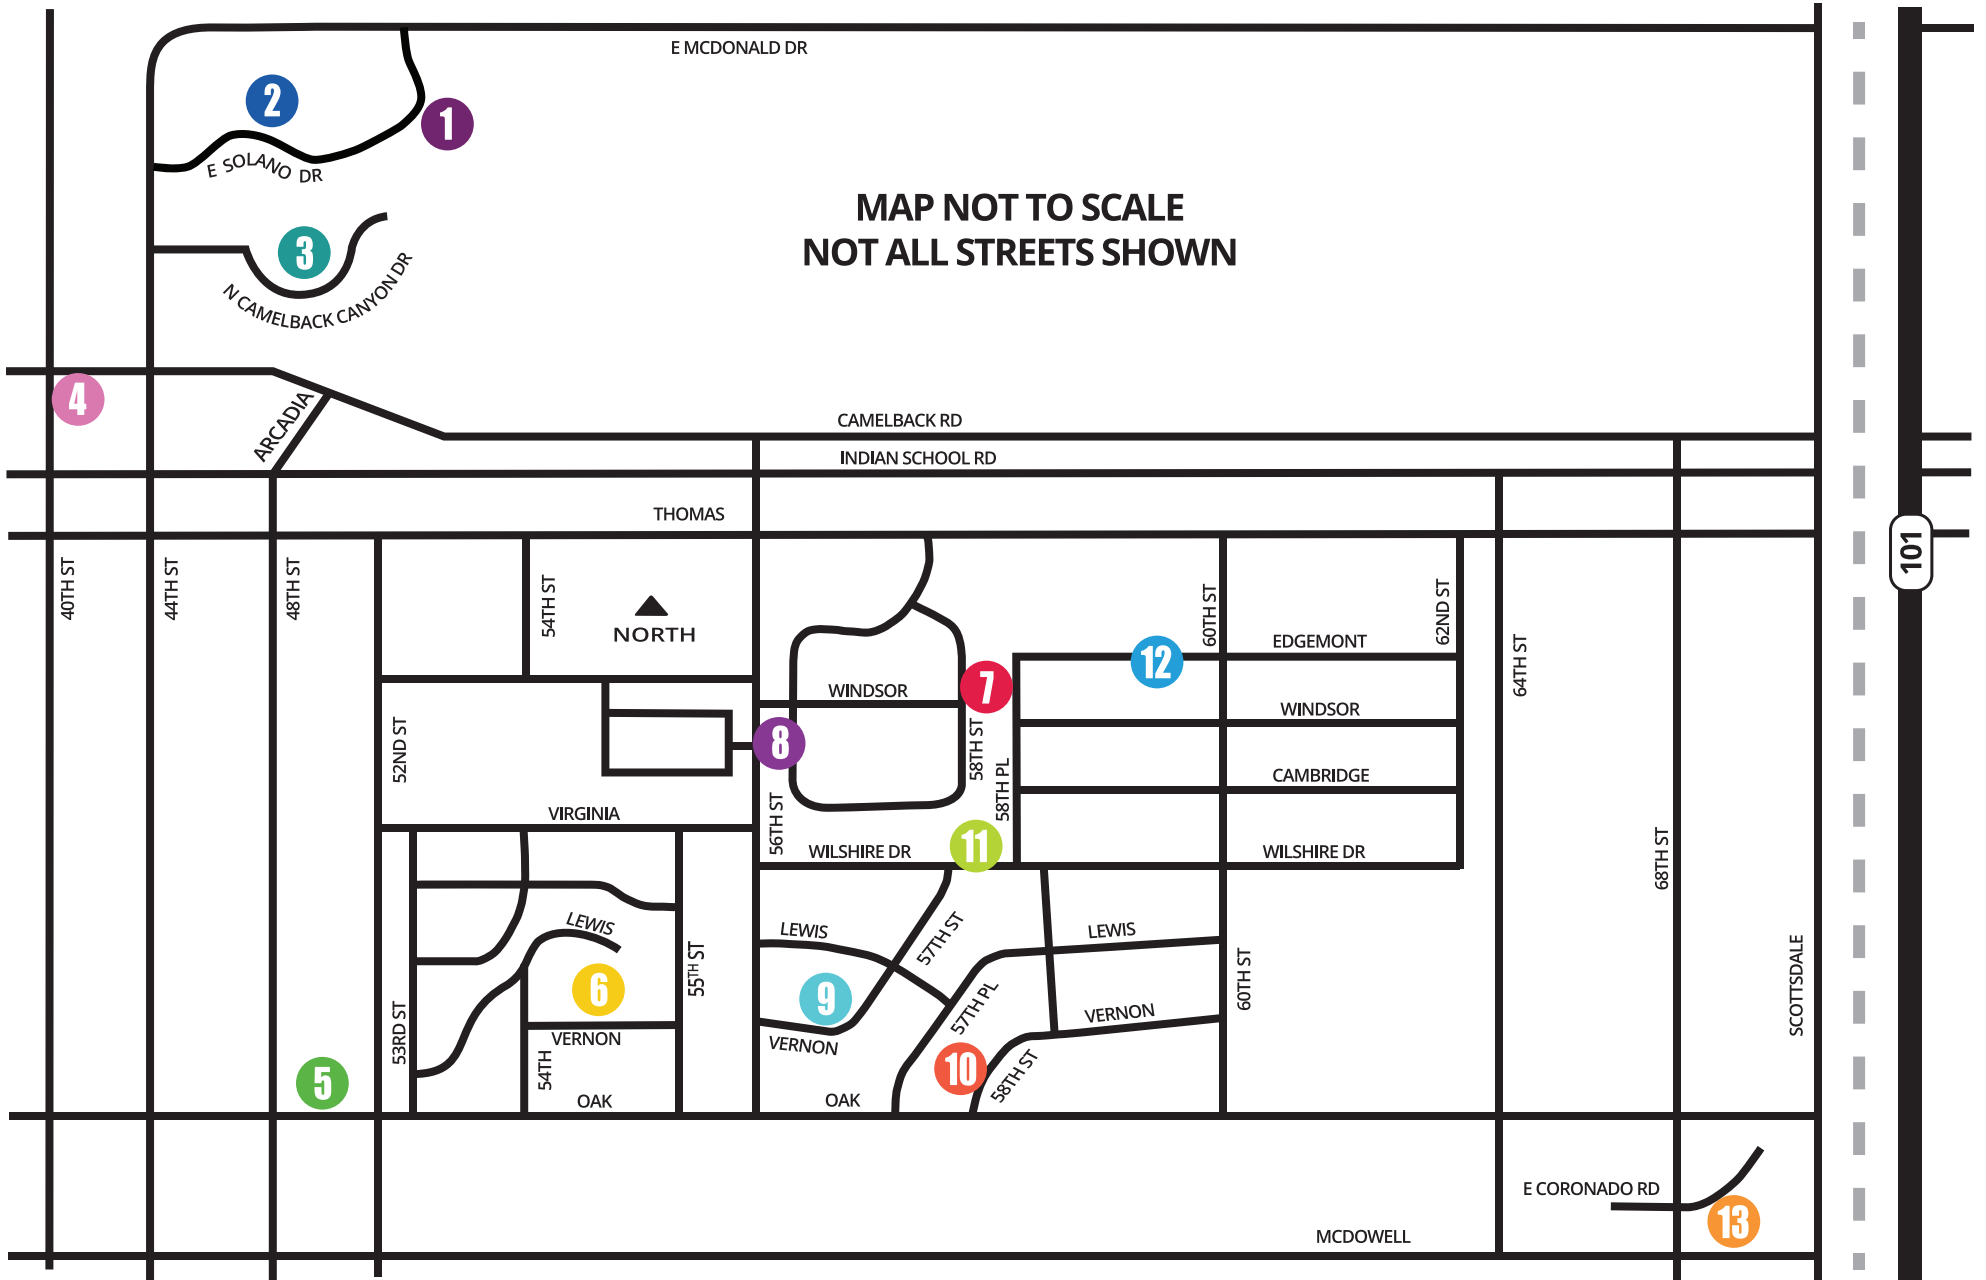 E MCDONALD DR
2
1
E SOLANO DR
MAP NOT TO SCALE
NOT ALL STREETS SHOWN
3
N CAMELBACK CANYON DR
4
ARCADIA
CAMELBACK RD
INDIAN SCHOOL RD
THOMAS
101
40TH ST
44TH ST
48TH ST
54TH ST
NORTH
60TH ST
62ND ST
EDGEMONT
12
64TH ST
7
WINDSOR
WINDSOR
52ND ST
8
58TH ST
58TH PL
CAMBRIDGE
VIRGINIA
56TH ST
11
WILSHIRE DR
WILSHIRE DR
68TH ST
LEWIS
LEWIS
57TH ST
LEWIS
55TH ST
6
9
60TH ST
SCOTTSDALE
53RD ST
VERNON
VERNON
57TH PL
VERNON
54TH
10
58TH ST
5
OAK
OAK
E CORONADO RD
13
MCDOWELL